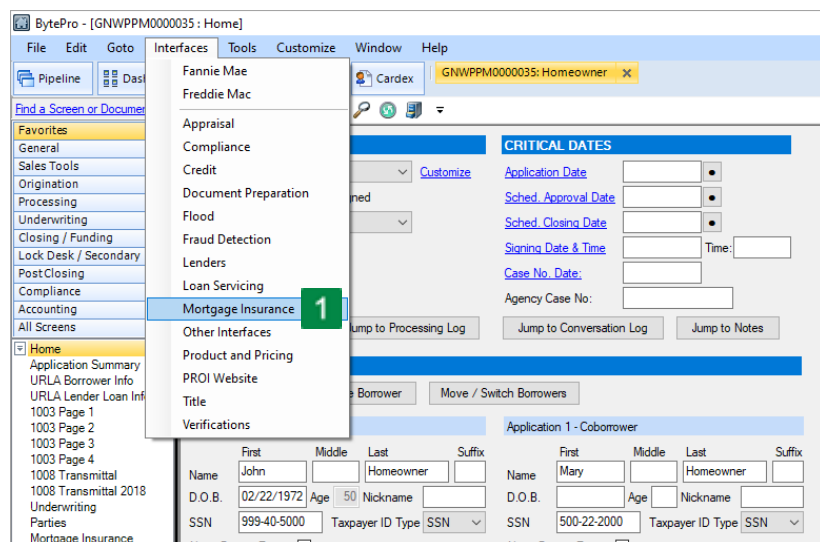 BytePro - [GNWPPM0000035 : Home]
File Edit Goto Interfaces Tools Customize Window Help
Pipeline Cardex GNWPPM0000035: Homeowner X
Find a Screen or
Favorites
General
Sales Tools
Origination
Processing
Underwriting
Closing / Funding
Lock Desk / Secondary
PostClosing
Compliance
Accounting
All Screens
Home
Application Summary
URLA Borrower Info
URLA Lender Loan
1003 Page 1
1003 Page 2
1003 Page 3
1003 Page 4
1008 Transmittal
1008 Transmittal 2018
Underwriting
Parties
Mortgage Insurance
Fannie Mae
Freddie Mac
Appraisal
Compliance
Credit
Document Preparation
Flood
Fraud Detection
Lenders
Loan Servicing
Mortgage Insurance 1
Other Interfaces
Product and Pricing
PROI Website
Title
Verifications
Customize
CRITICAL DATES
Application Date
Sched. Approval Date
Sched. Closing Date
Signing Date & Time Time:
Case No. Date:
Agency Case No:
to Processing Log Jump to Conversation Log Jump to Notes
Borrower Move / Switch Borrowers
Application 1 - Coborrower
First Middle Last Suffix First Middle Last Suffix
Name John Homeowner Name Mary Homeowner
D.O.B. 02/22/1972 Age 50 Nickname D.O.B. Age Nickname
SSN 999-40-5000 Taxpayer ID Type SSN SSN 500-22-2000 Taxpayer ID Type SSN